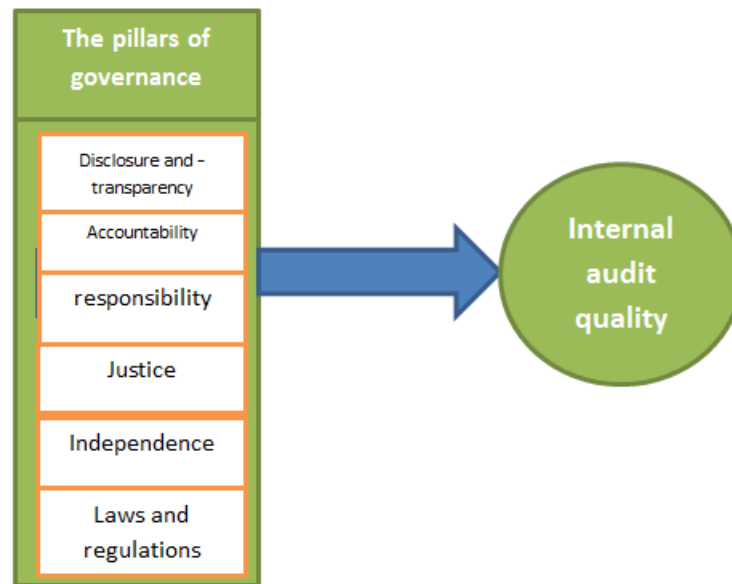 The pillars of
governance
Disclosure and -
transparency
Accountability
responsibility
Justice
Independence
Laws and
regulations
Internal
audit
quality